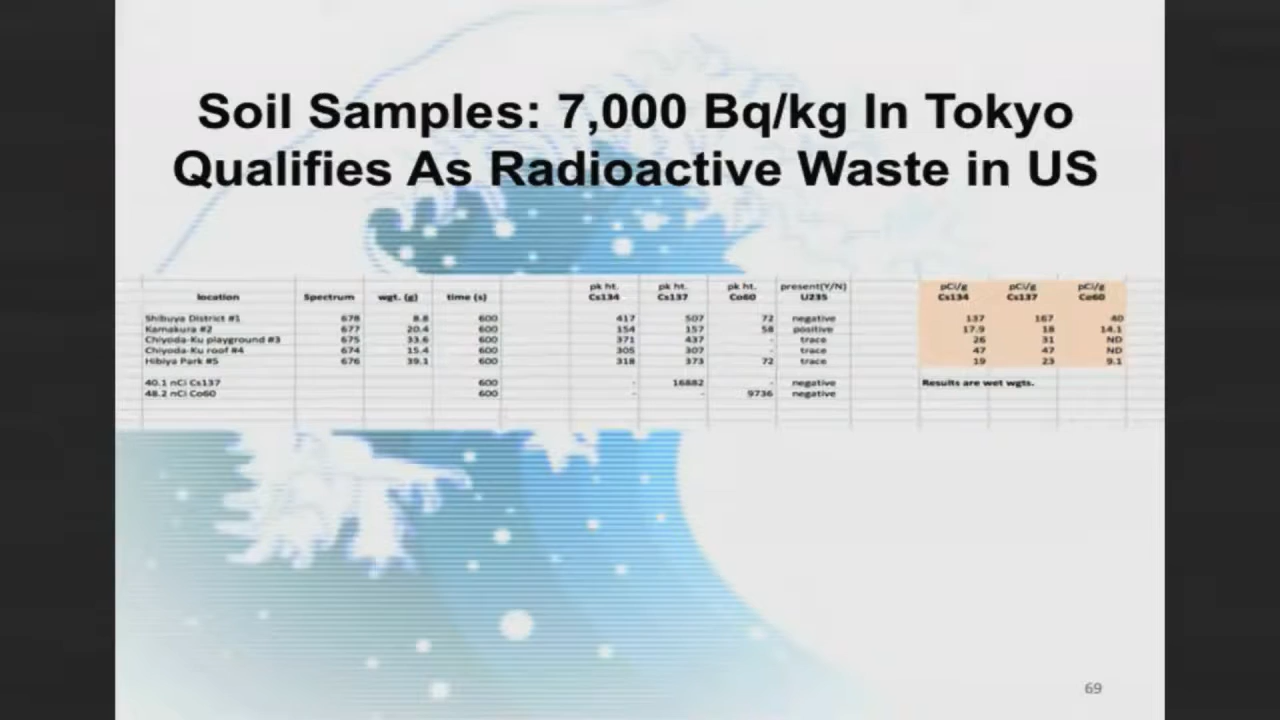 Soil Samples: 7,000 Bq/kg In Tokyo
Qualifies As Radioactive Waste in US
pk ht. pk ht. pk ht. present(Y/N) pCi/g pCi/g pCi/g
location Spectrum wgt. (g) time (s) Cs134 Cs137 Co60 U235 Cs134 Cs137 Co60
Shibuya District #1 678 8.8 600 417 507 72 negative 137 167 40
Kamakura #2 677 20.4 600 154 157 58 positive 17.9 18 14.1
Chiyoda-Ku playground #3 675 33.6 600 371 437 - trace 26 31 ND
Chiyoda-Ku roof #4 674 15.4 600 305 307 - trace 47 47 ND
Hibiya Park #5 676 39.1 600 318 373 72 trace 19 23 9.1
40.1 nCi Cs137 600 - 16882 - negative Results are wet wgts.
48.2 nCi Co60 600 - - 9736 negative
69